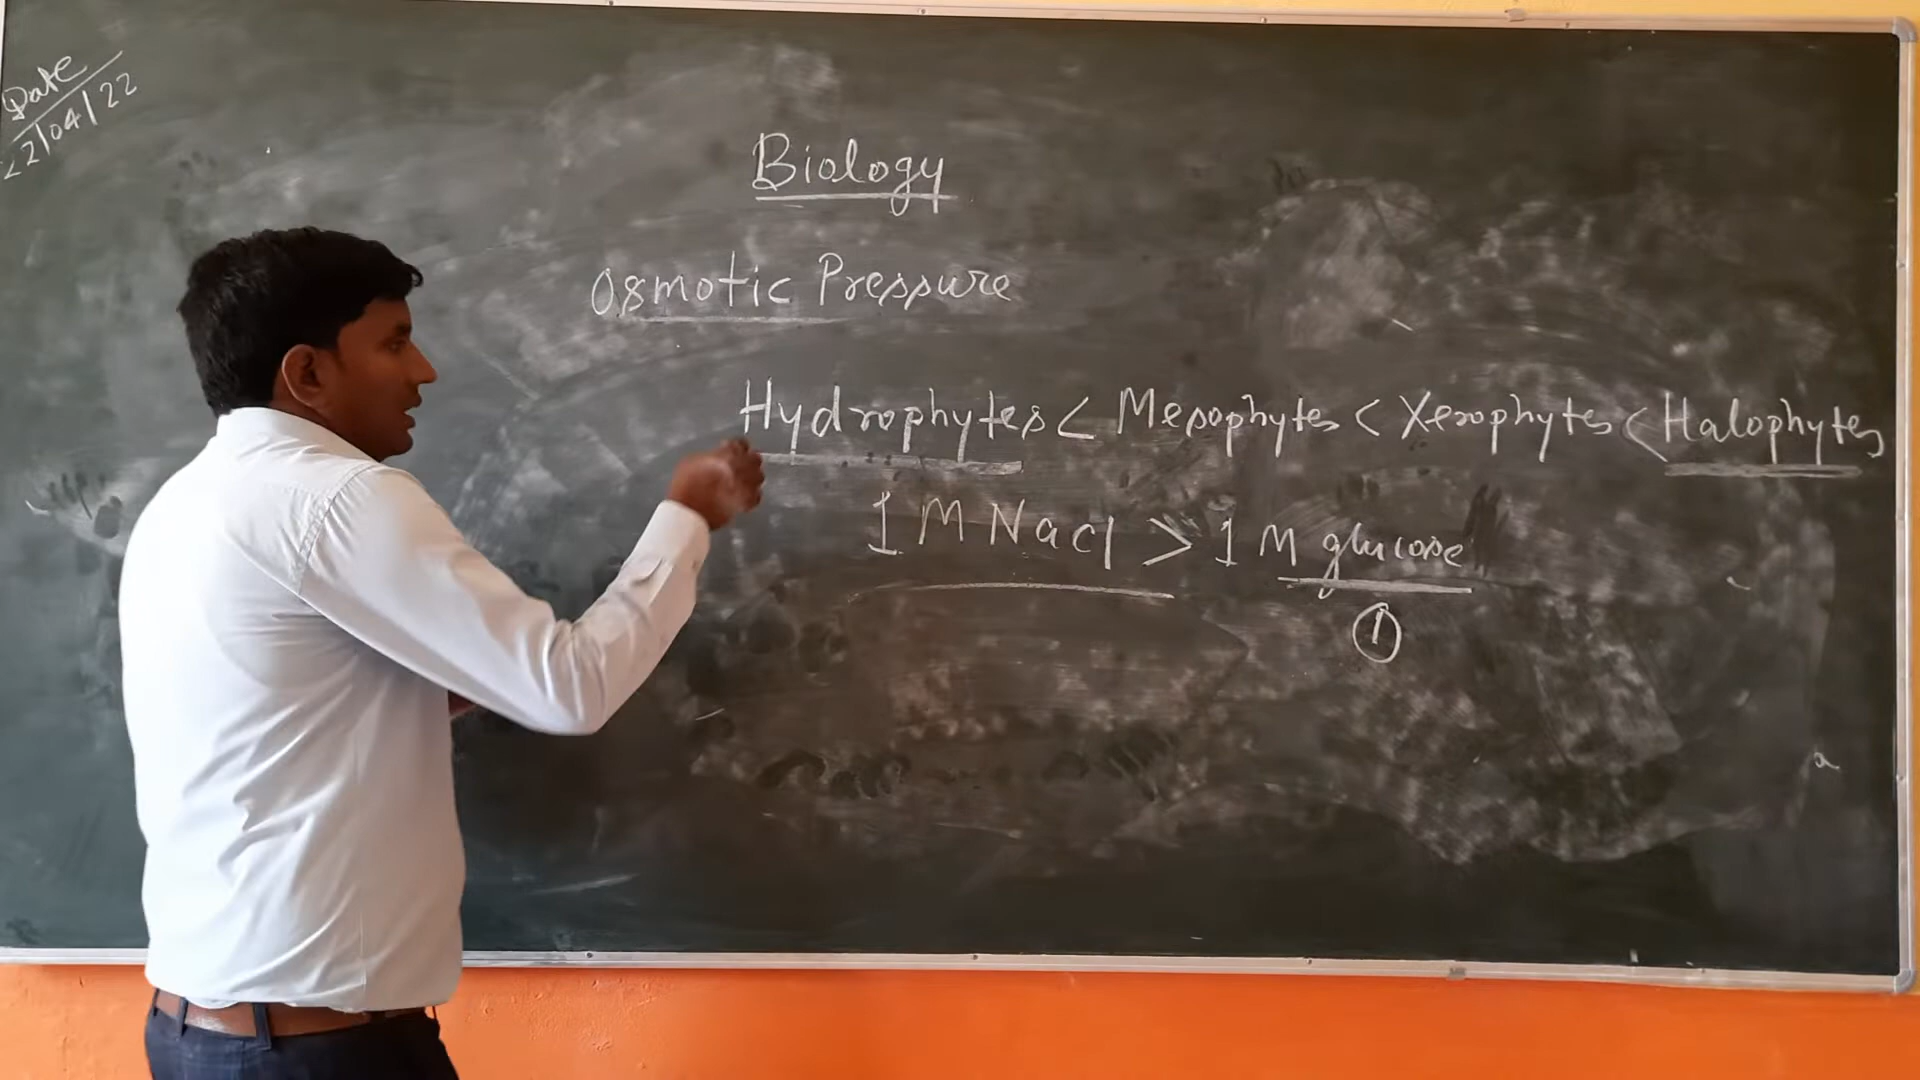 Date
22/04/22
Biology
Osmotic Pressure
Hydrophytes < Mesophytes < Xerophytes < Halophytes
1 M NaCl > 1 M glucose
1
a